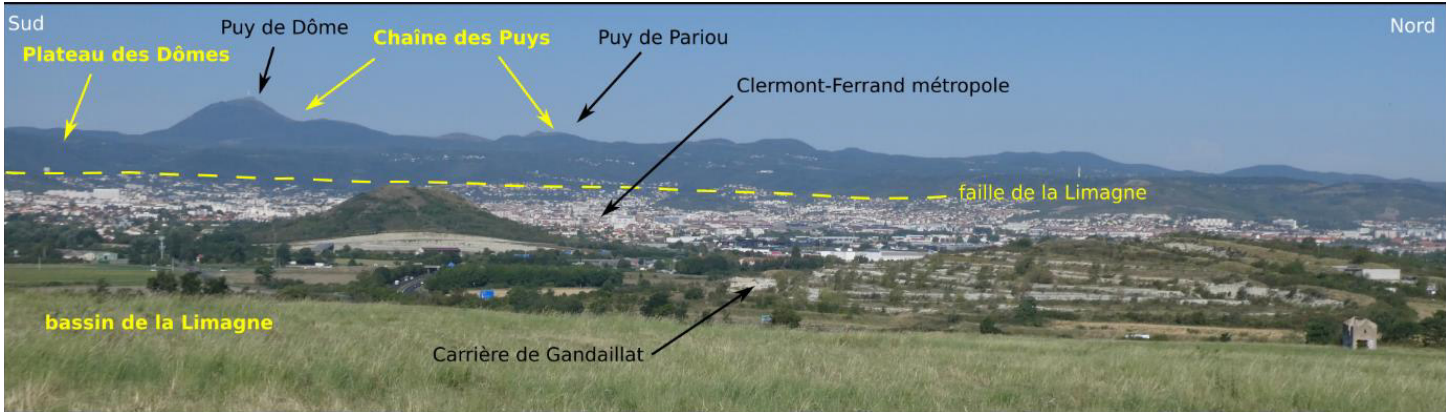 Sud
Nord
Puy de Dôme
Chaîne des Puys
Puy de Pariou
Plateau des Dômes
Clermont-Ferrand métropole
faille de la Limagne
bassin de la Limagne
Carrière de Gandaillat